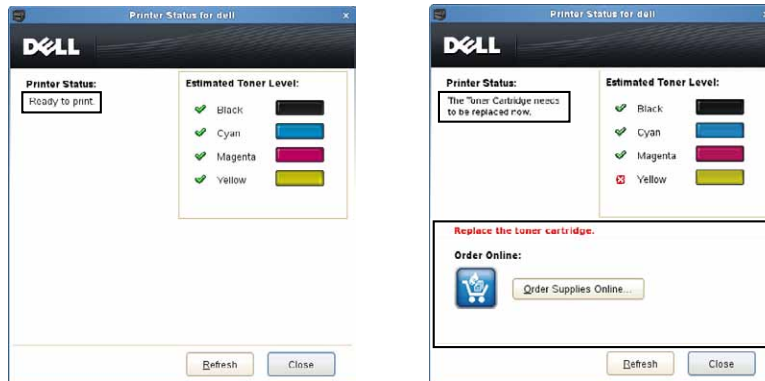 Printer Status for dell
x
DELL
Printer Status:
Ready to print.
Estimated Toner Level:
Black
Cyan
Magenta
Yellow
Refresh
Close
Printer Status for dell
x
DELL
Printer Status:
The Toner Cartridge needs
to be replaced now.
Estimated Toner Level:
Black
Cyan
Magenta
Yellow
Replace the toner cartridge.
Order Online:
Order Supplies Online...
Refresh
Close